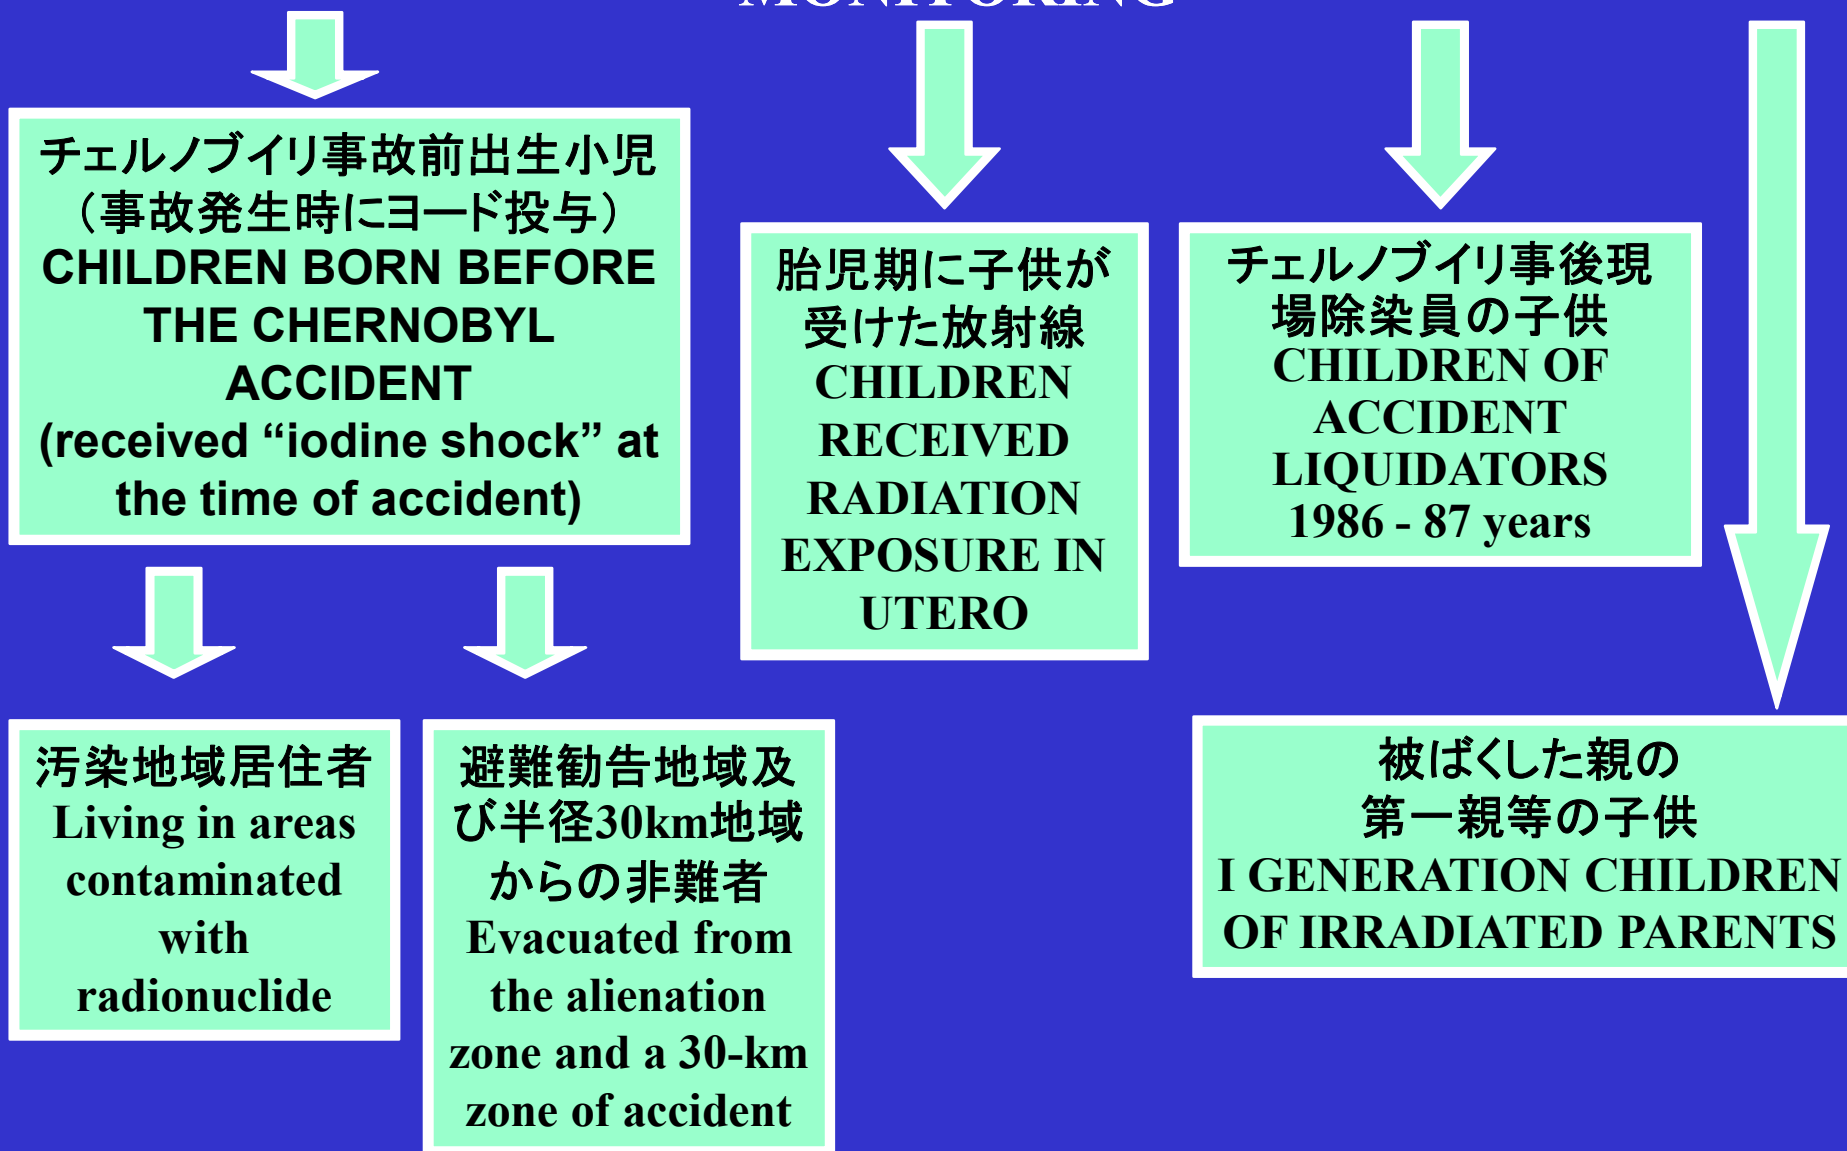 MONITORING
チェルノブイリ事故前出生小児
（事故発生時にヨード投与）
CHILDREN BORN BEFORE
THE CHERNOBYL
ACCIDENT
(received “iodine shock” at
the time of accident)
胎児期に子供が
受けた放射線
CHILDREN
RECEIVED
RADIATION
EXPOSURE IN
UTERO
チェルノブイリ事後現
場除染員の子供
CHILDREN OF
ACCIDENT
LIQUIDATORS
1986 - 87 years
汚染地域居住者
Living in areas
contaminated
with
radionuclide
避難勧告地域及
び半径30km地域
からの非難者
Evacuated from
the alienation
zone and a 30-km
zone of accident
被ばくした親の
第一親等の子供
I GENERATION CHILDREN
OF IRRADIATED PARENTS